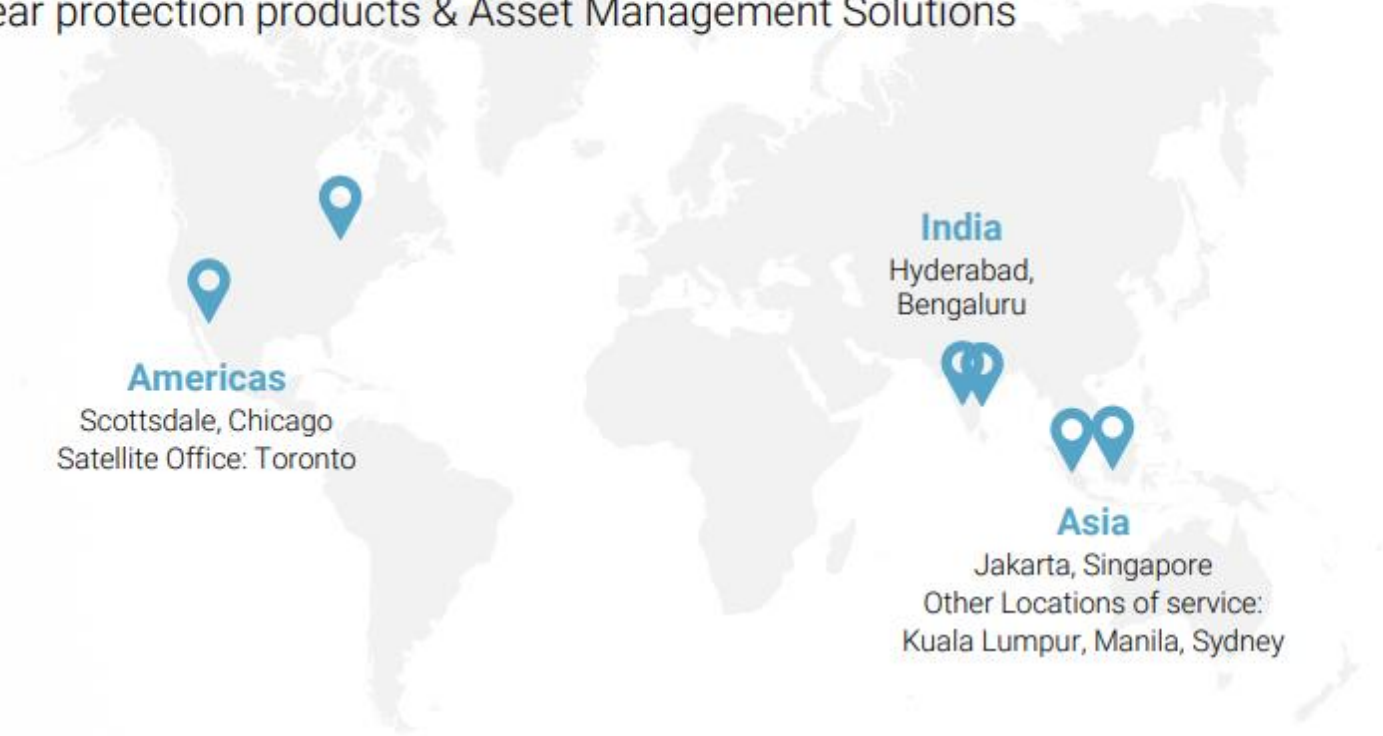 ear protection products & Asset Management Solutions
India
Hyderabad,
Bengaluru
Americas
Scottsdale, Chicago
Satellite Office: Toronto
Asia
Jakarta, Singapore
Other Locations of service:
Kuala Lumpur, Manila, Sydney